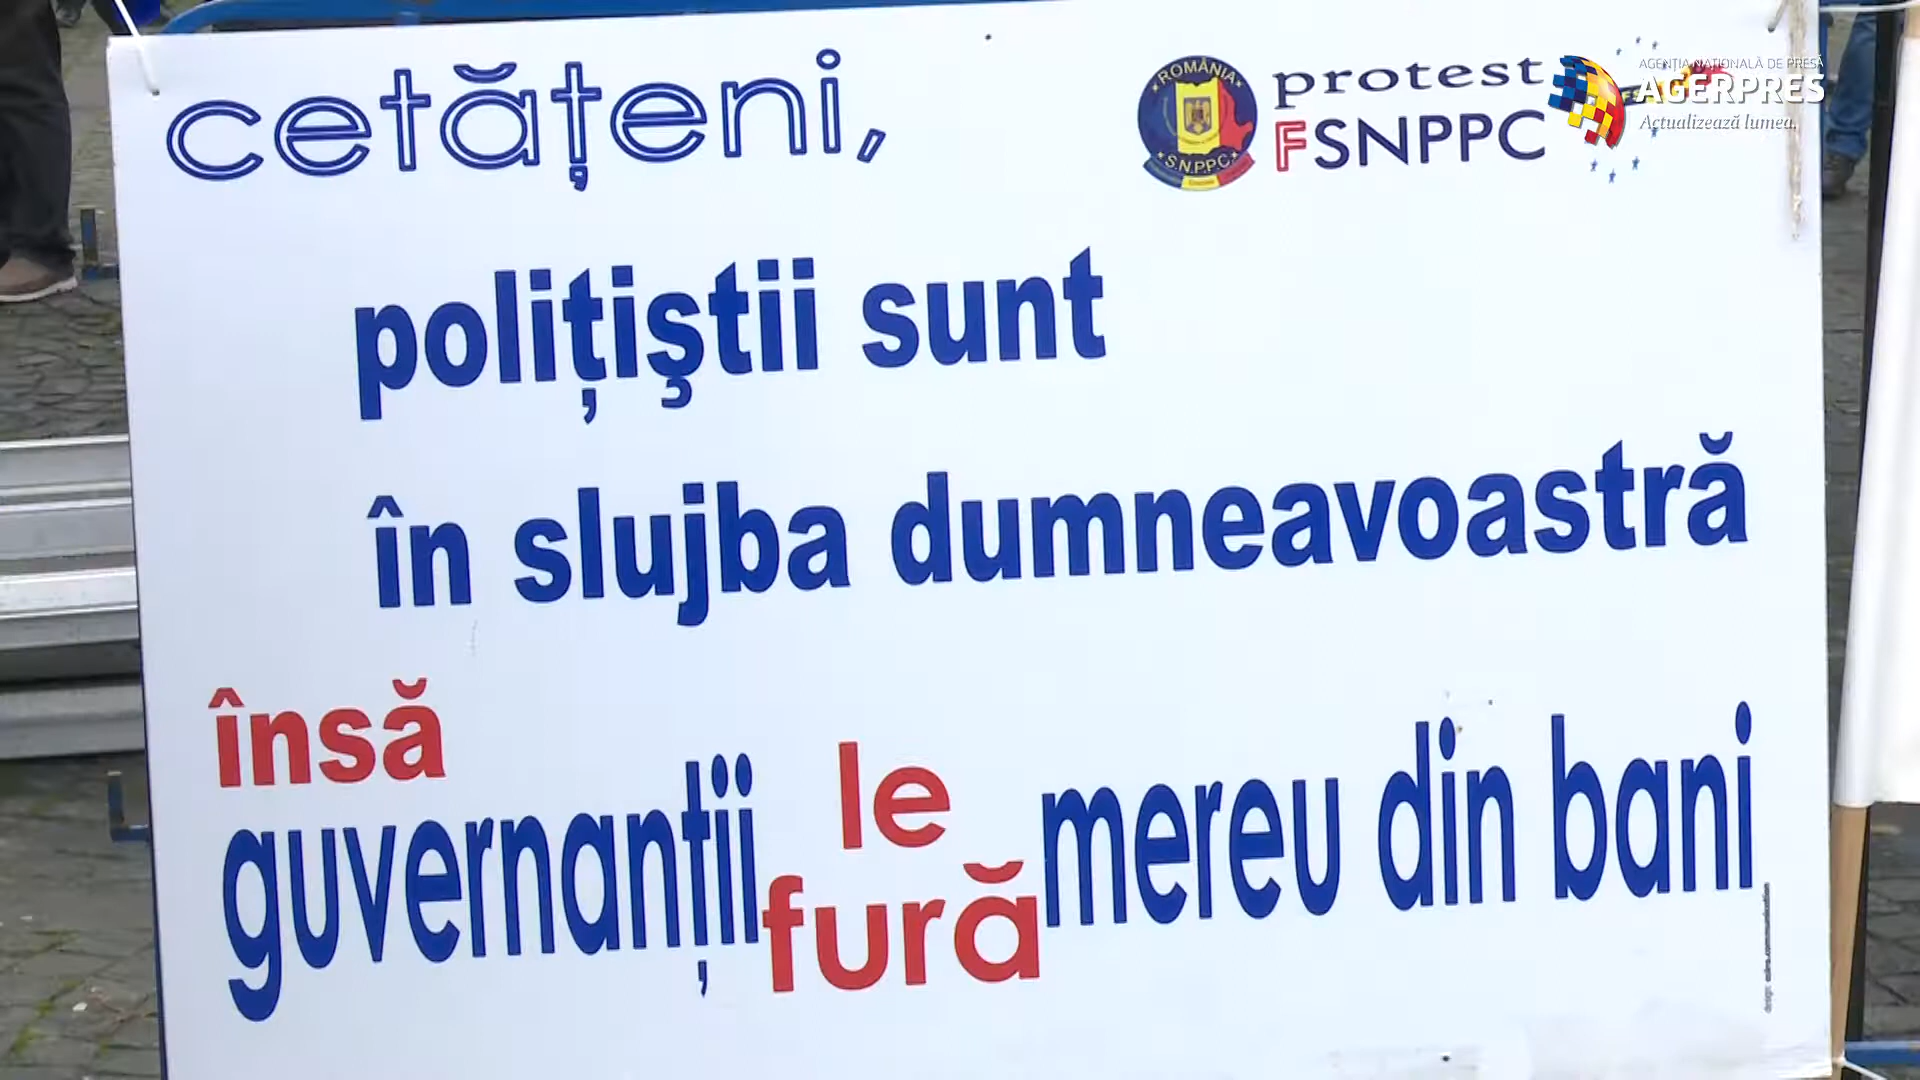 cetățeni,
ROMÂNIA
S.N.P.P.C.
protest
FSNPPC
AGENȚIA NAȚIONALĂ DE PRESĂ
AGERPRES
Actualizează lumea.
polițiştii sunt
în slujba dumneavoastră
însă
guvernanții le fură mereu din bani